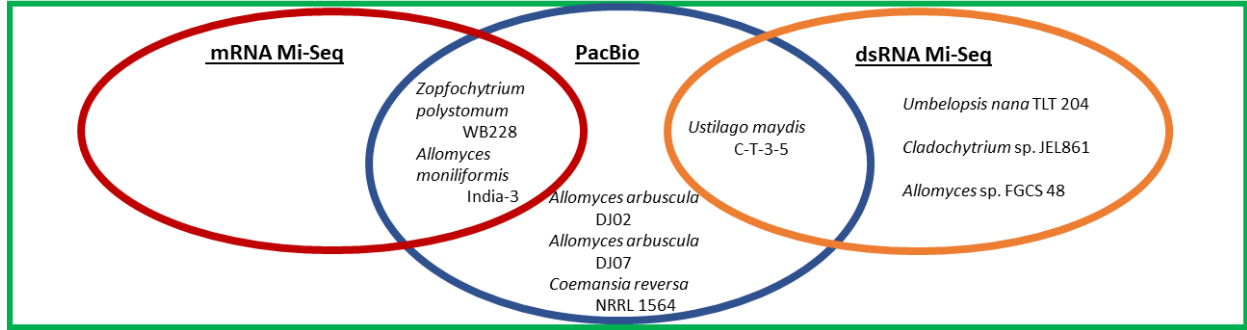 mRNA Mi-Seq
PacBio
dsRNA Mi-Seq
Zopfochytrium
polystomum
WB228
Allomyces
moniliformis
India-3
Allomyces arbuscula
DJ02
Allomyces arbuscula
DJ07
Coemansia reversa
NRRL 1564
Ustilago maydis
C-T-3-5
Umbelopsis nana TLT 204
Cladochytrium sp. JEL861
Allomyces sp. FGCS 48